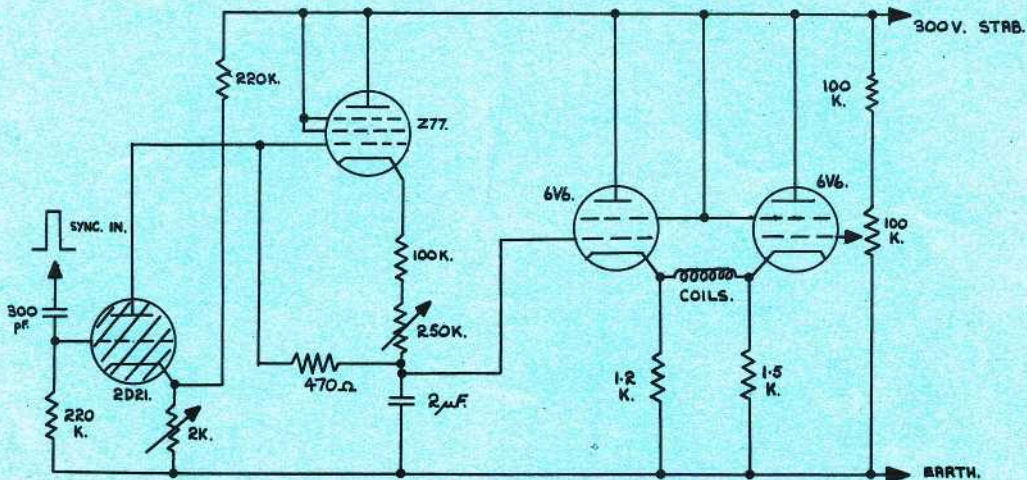 300V. STAB.
220K.
Z77.
100
K.
6V6.
6V6.
SYNC. IN.
100
K.
100K.
COILS.
300
pf.
250K.
470Ω
2D21.
2μF.
1.2
K.
1.5
K.
220
K.
2K.
EARTH.